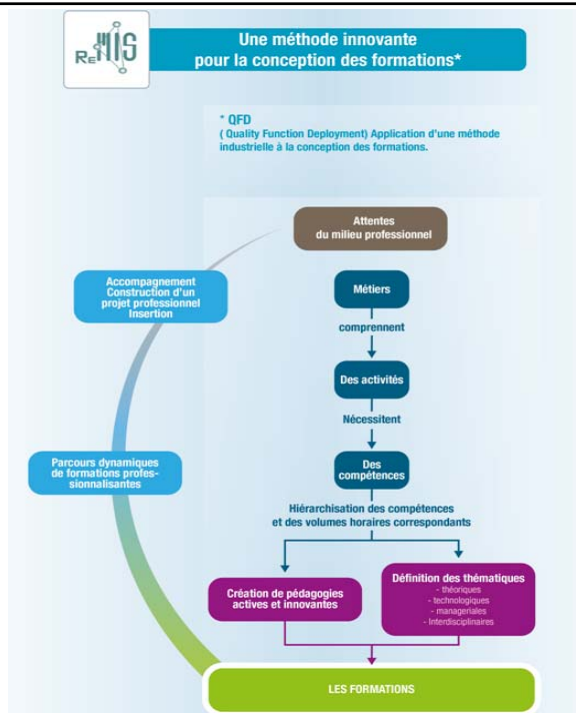 ReMIS
Une méthode innovante
pour la conception des formations*
* QFD
( Quality Function Deployment) Application d'une méthode
industrielle à la conception des formations.
Attentes
du milieu professionnel
Accompagnement
Construction d'un
projet professionnel
Insertion
Métiers
comprennent
Des activités
Nécessitent
Parcours dynamiques
de formations profes-
sionnalisantes
Des
compétences
Hiérarchisation des compétences
et des volumes horaires correspondants
Création de pédagogies
actives et innovantes
Définition des thématiques
- théoriques
- technologiques
- manageriales
- Interdisciplinaires
LES FORMATIONS